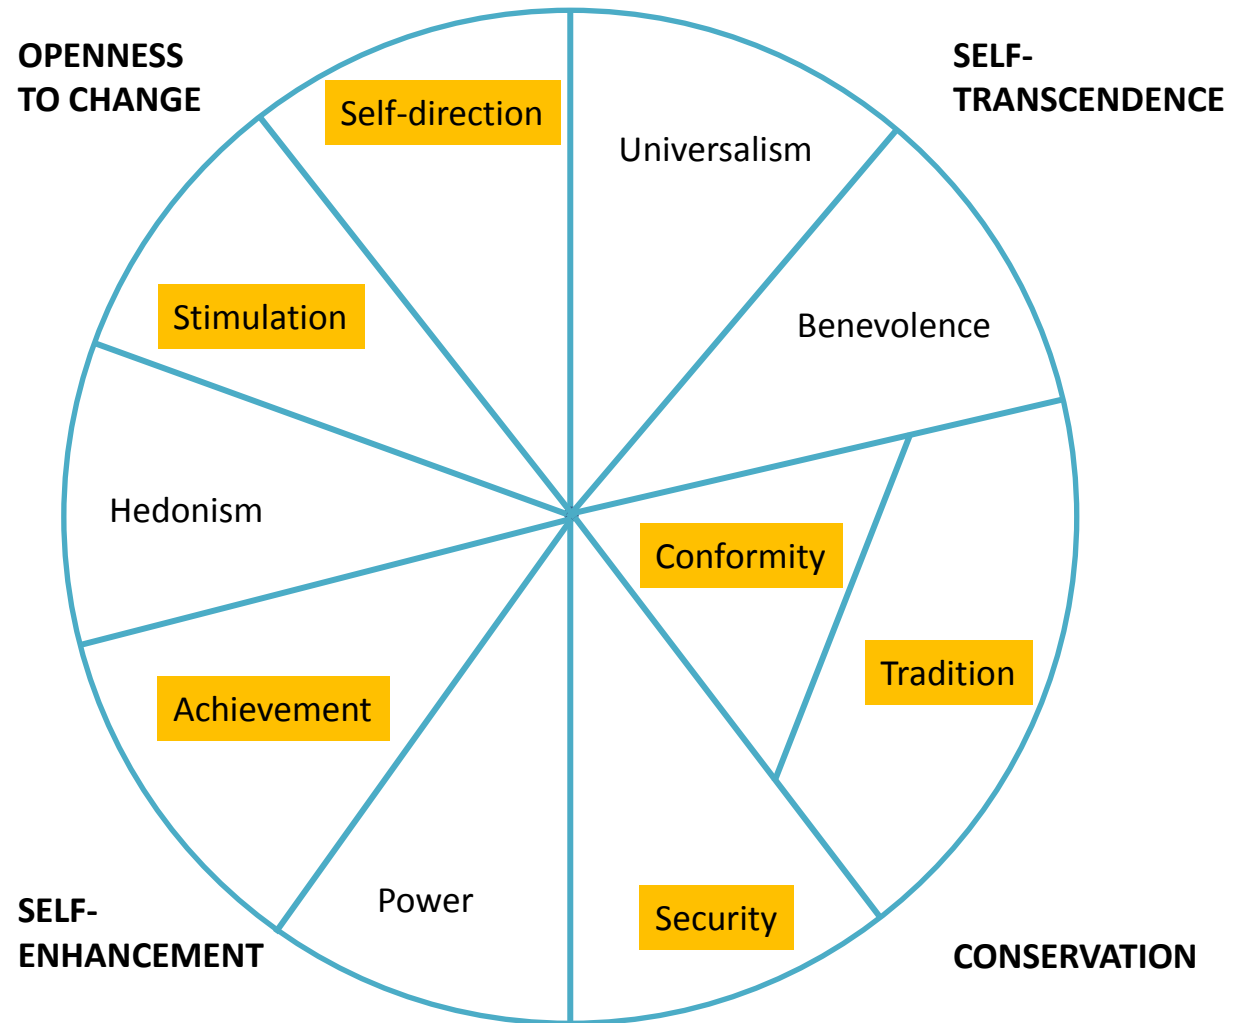 OPENNESS
TO CHANGE
SELF-
TRANSCENDENCE
Self-direction
Universalism
Stimulation
Benevolence
Hedonism
Conformity
Tradition
Achievement
Power
Security
SELF-
ENHANCEMENT
CONSERVATION